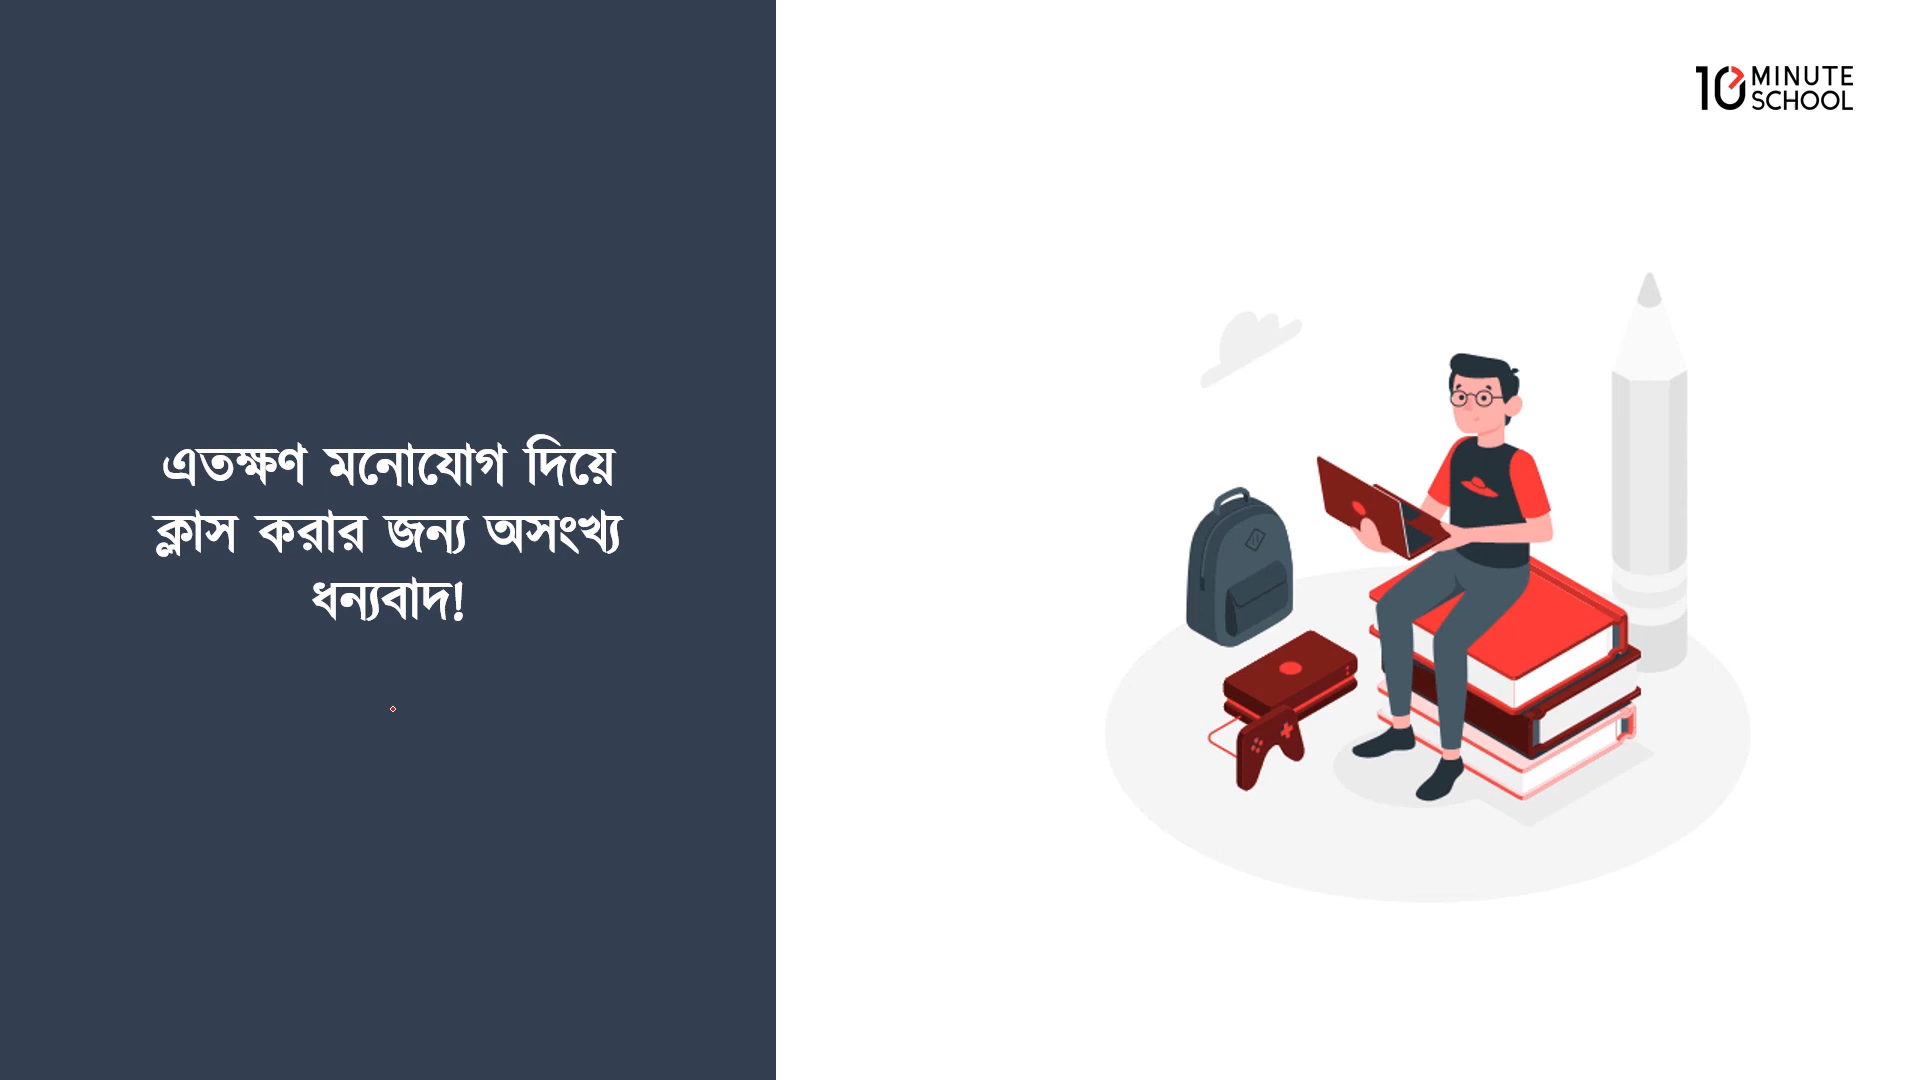 10 MINUTE
SCHOOL
এতক্ষণ মনোযোগ দিয়ে
ক্লাস করার জন্য অসংখ্য
ধন্যবাদ!